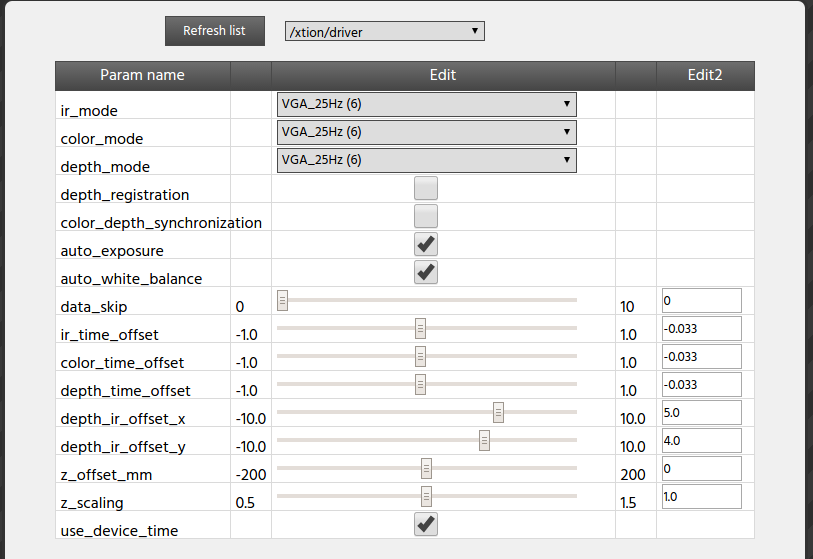 Refresh list /xtion/driver
Param name Edit Edit2
ir_mode VGA_25Hz (6)
color_mode VGA_25Hz (6)
depth_mode VGA_25Hz (6)
depth_registration
color_depth_synchronization
auto_exposure
auto_white_balance
data_skip 0 10 0
ir_time_offset -1.0 1.0 -0.033
color_time_offset -1.0 1.0 -0.033
depth_time_offset -1.0 1.0 -0.033
depth_ir_offset_x -10.0 10.0 5.0
depth_ir_offset_y -10.0 10.0 4.0
z_offset_mm -200 200 0
z_scaling 0.5 1.5 1.0
use_device_time